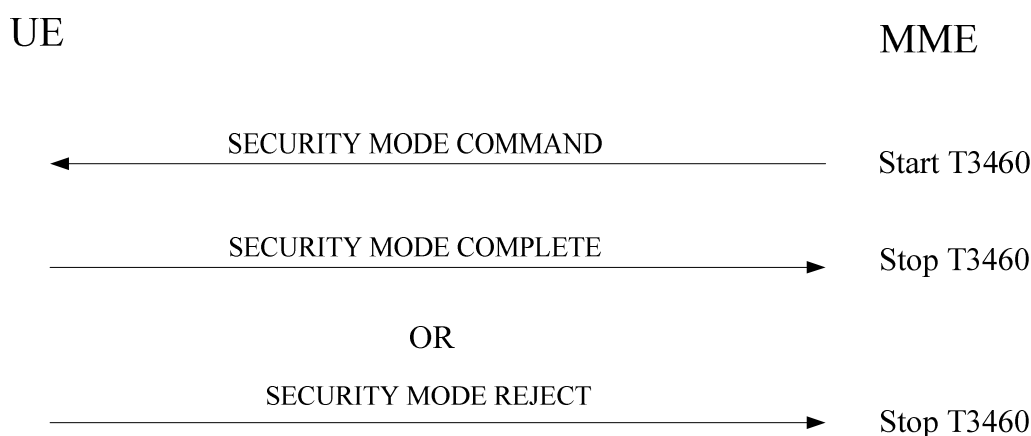 UE
MME
SECURITY MODE COMMAND
Start T3460
SECURITY MODE COMPLETE
Stop T3460
OR
SECURITY MODE REJECT
Stop T3460